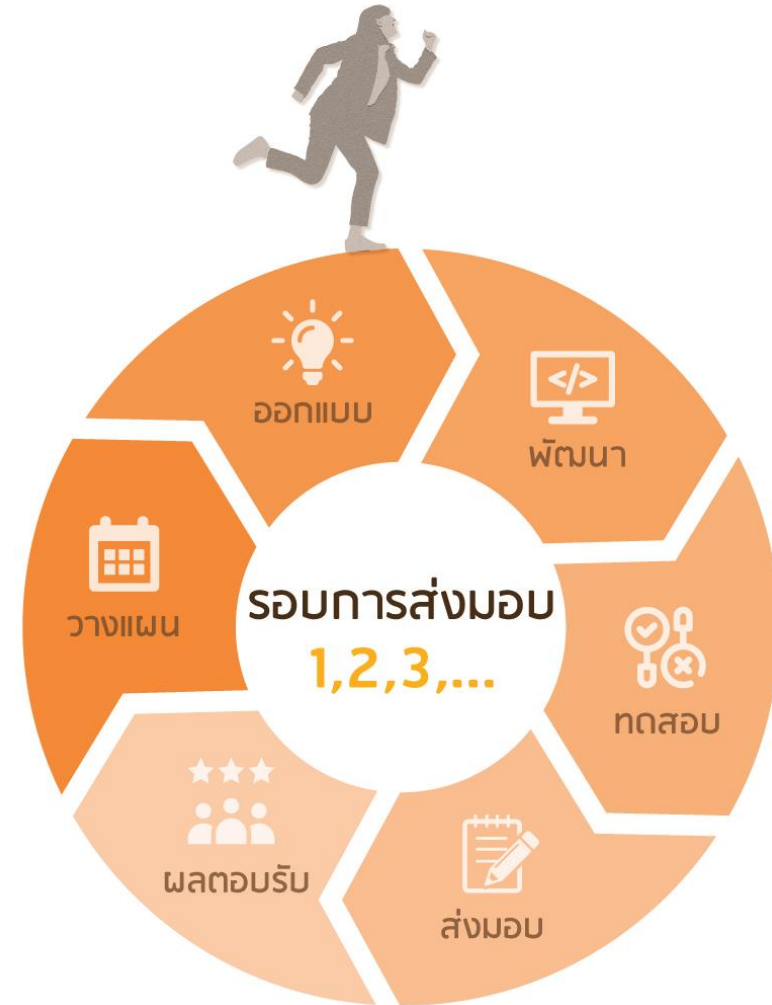 ออกแบบ
</>
พัฒนา
วางแผน
รอบการส่งมอบ
1,2,3,...
ทดสอบ
ผลตอบรับ
ส่งมอบ